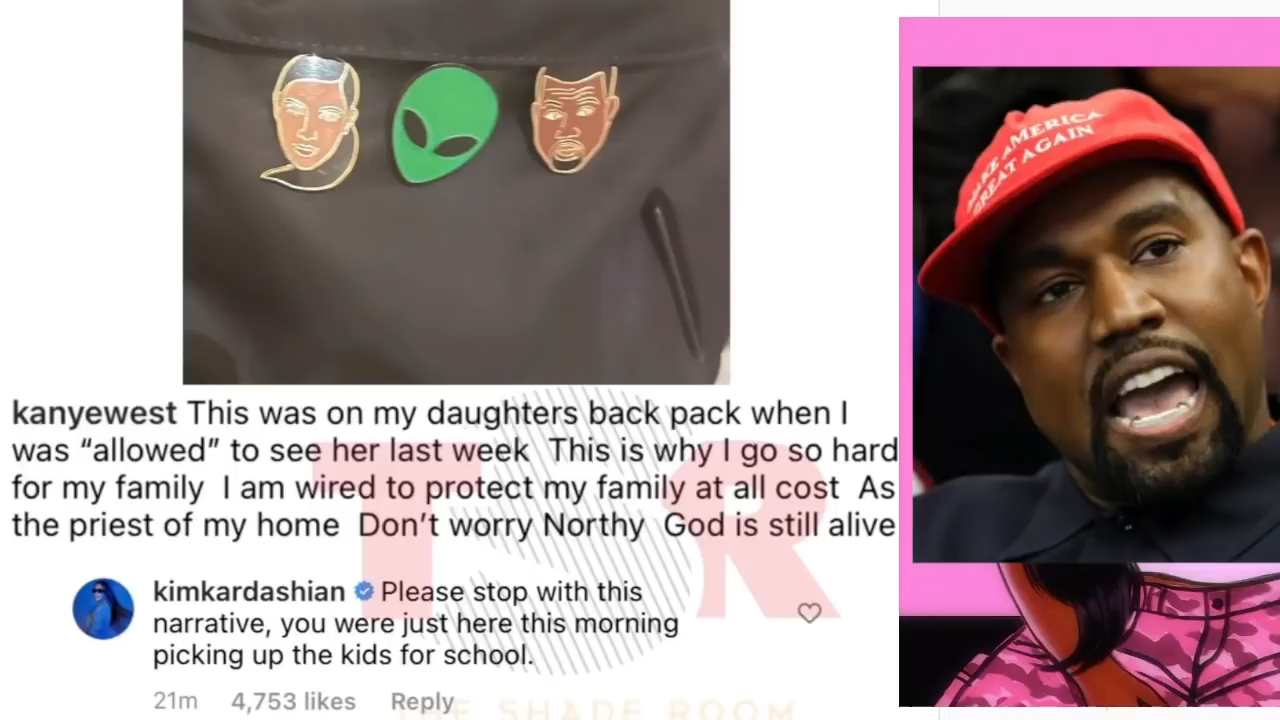 MAKE AMERICA
GREAT AGAIN
kanyewest This was on my daughters back pack when I
was “allowed” to see her last week This is why I go so hard
for my family I am wired to protect my family at all cost As
the priest of my home Don’t worry Northy God is still alive
kimkardashian Please stop with this
narrative, you were just here this morning
picking up the kids for school.
21m 4,753 likes Reply
TSR
THE SHADE ROOM